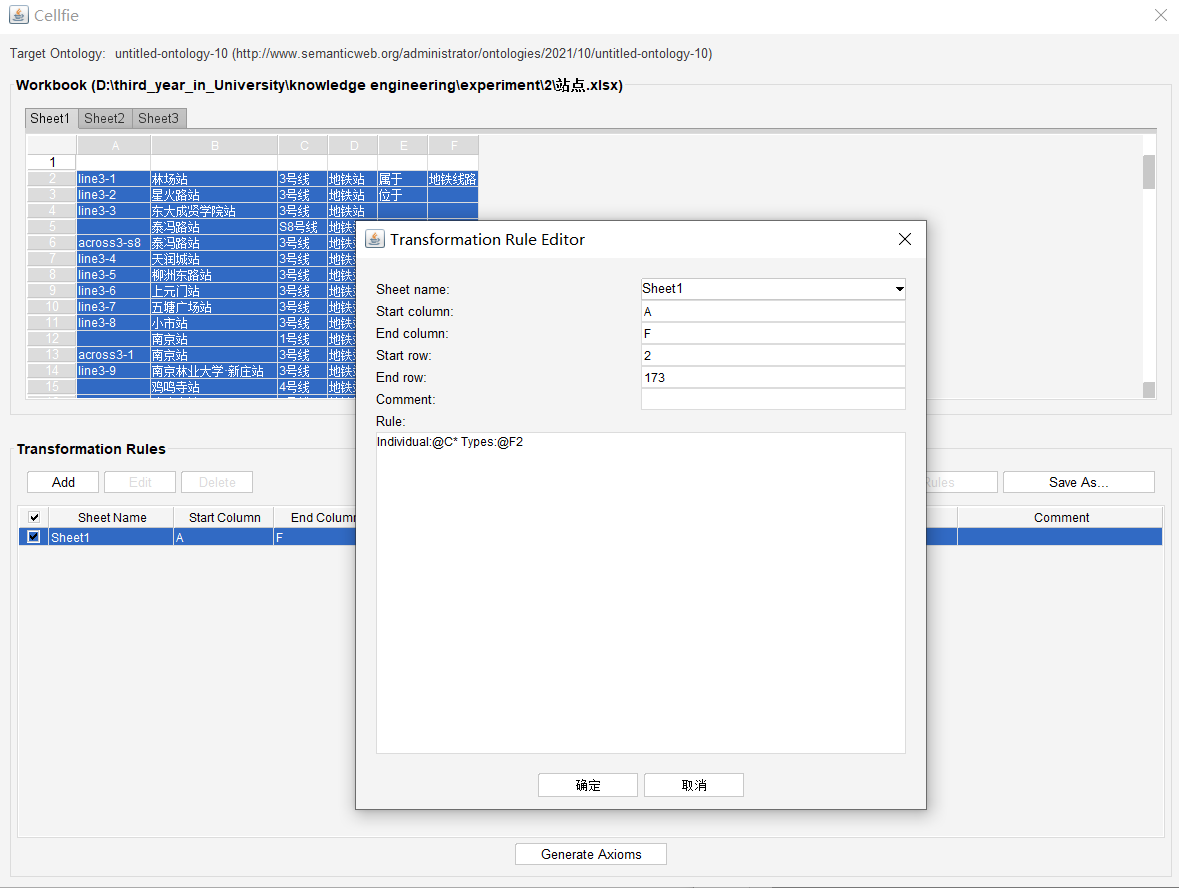 Cellfie
Target Ontology: untitled-ontology-10 (http://www.semanticweb.org/administrator/ontologies/2021/10/untitled-ontology-10)
Workbook (D:\third_year_in_University\knowledge engineering\experiment\2\站点.xlsx)
Sheet1 Sheet2 Sheet3
A B C D E F
1
2 line3-1 林场站 3号线 地铁站 属于 地铁线路
3 line3-2 星火路站 3号线 地铁站 位于
4 line3-3 东大成贤学院站 3号线 地铁站
5 泰冯路站 S8号线 地铁
6 across3-s8 泰冯路站 3号线 地铁
7 line3-4 天润城站 3号线 地铁
8 line3-5 柳洲东路站 3号线 地铁
9 line3-6 上元门站 3号线 地铁
10 line3-7 五塘广场站 3号线 地铁
11 line3-8 小市站 3号线 地铁
12 南京站 1号线 地铁
13 across3-1 南京站 3号线 地铁
14 line3-9 南京林业大学·新庄站 3号线 地铁
15 鸡鸣寺站 4号线 地铁
Transformation Rule Editor
Sheet name: Sheet1
Start column: A
End column: F
Start row: 2
End row: 173
Comment:
Rule:
Individual:@C* Types:@F2
确定 取消
Transformation Rules
Add Edit Delete Rules Save As...
Sheet Name Start Column End Column Comment
Sheet1 A F
Generate Axioms